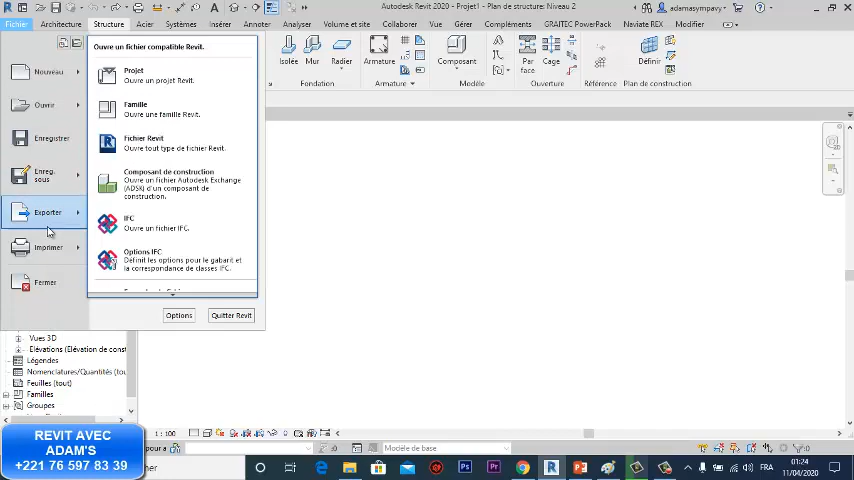 Autodesk Revit 2020 - Projet1 - Plan de structure: Niveau 2
adamasympavy
Fichier Architecture Structure Acier Systèmes Insérer Annoter Analyser Volume et site Collaborer Vue Gérer Compléments GRAITEC PowerPack Naviate REX Modifier
Ouvre un fichier compatible Revit.
Nouveau
Ouvrir
Enregistrer
Enreg.
sous
Exporter
Imprimer
Fermer
Projet
Ouvre un projet Revit.
Famille
Ouvre une famille Revit.
Fichier Revit
Ouvre tout type de fichier Revit.
Composant de construction
Ouvre un fichier Autodesk Exchange
(ADSK) d'un composant de
construction.
IFC
Ouvre un fichier IFC.
Options IFC
Définit les options pour le gabarit et
la correspondance de classes IFC.
Options Quitter Revit
Isolée Mur Radier Armature Composant Par
face Cage Définir
Fondation Armature Modèle Ouverture Référence Plan de construction
Vues 3D
Elévations (Elévation de const
Légendes
Nomenclatures/Quantités (tout)
Feuilles (tout)
Familles
Groupes
1 : 100
pour a
:0
Modèle de base
:0
REVIT AVEC
ADAM'S
+221 76 597 83 39
cher
FRA
01:24
11/04/2020